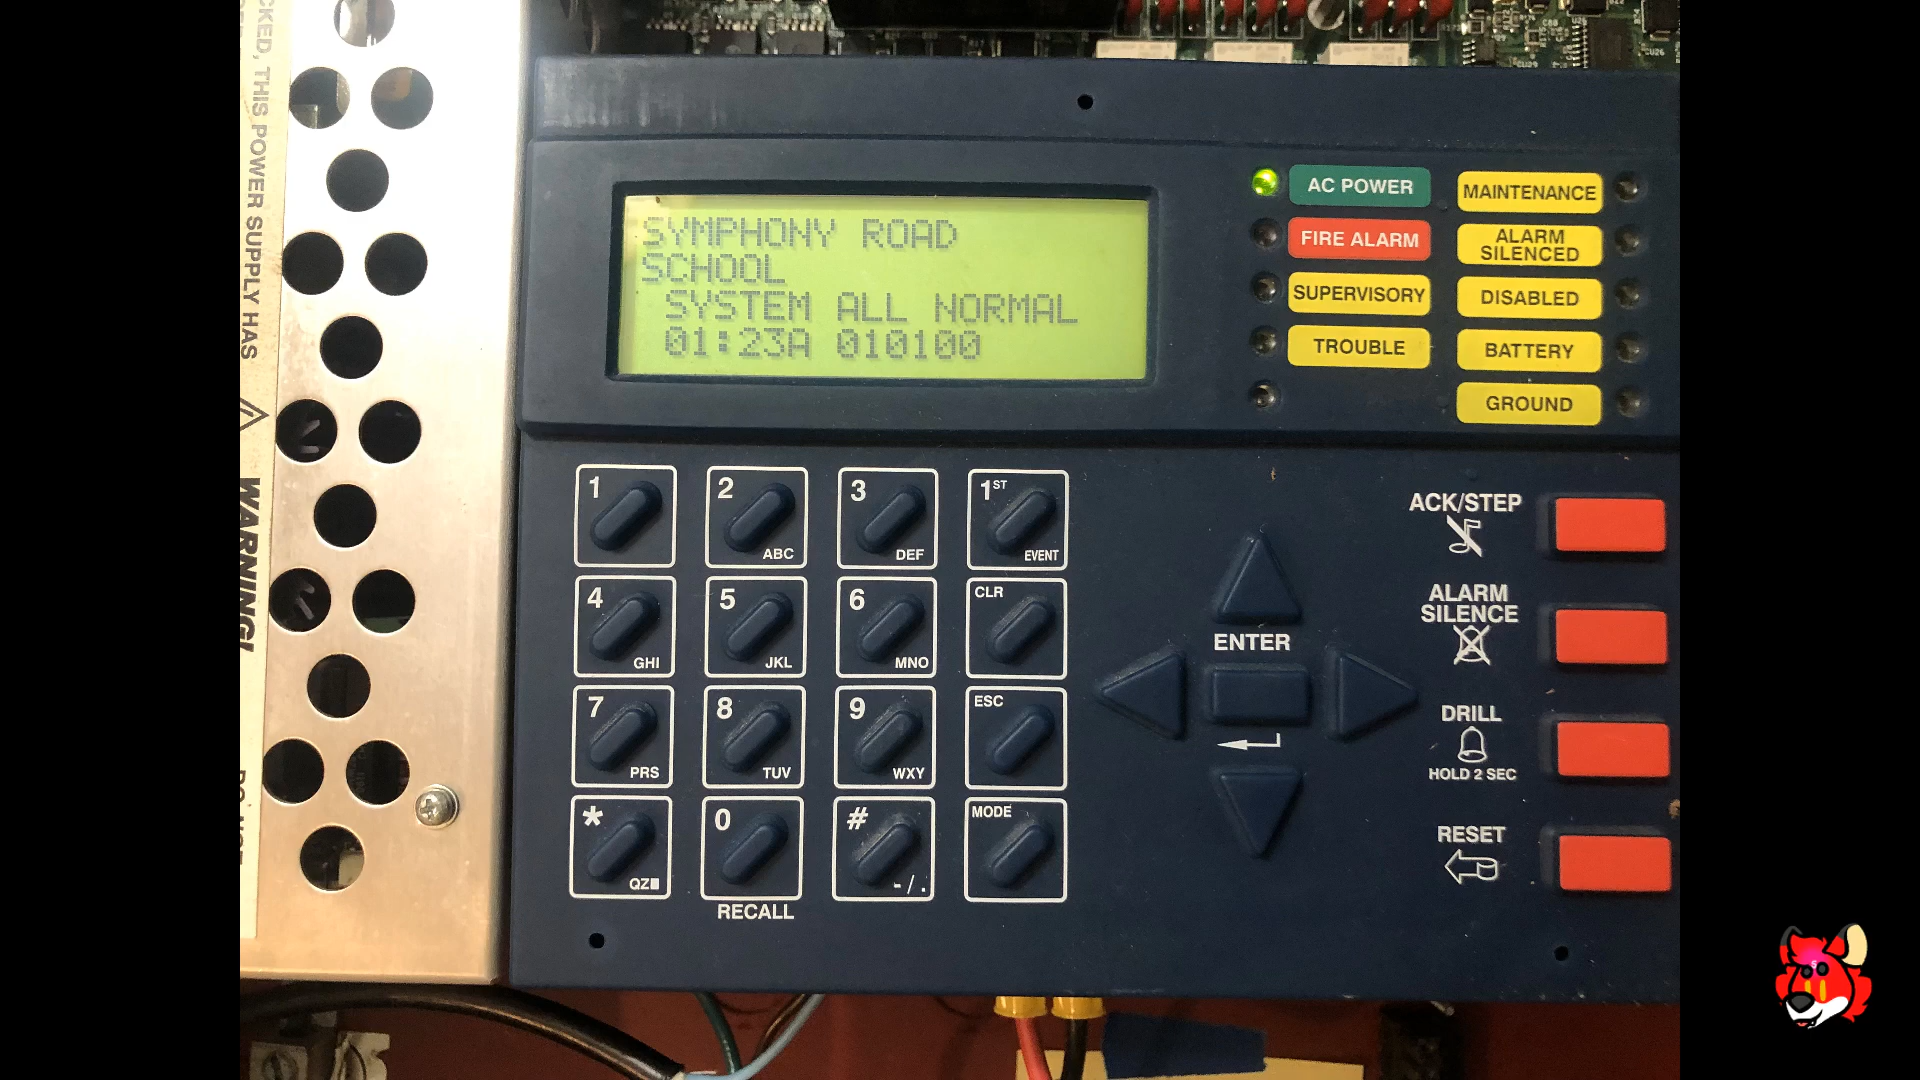 CKED, THIS POWER SUPPLY HAS
WARNING!
SYMPHONY ROAD
SCHOOL
SYSTEM ALL NORMAL
01:23A 010100
AC POWER
FIRE ALARM
SUPERVISORY
TROUBLE
MAINTENANCE
ALARM
SILENCED
DISABLED
BATTERY
GROUND
1
2 ABC
3 DEF
1ST EVENT
4 GHI
5 JKL
6 MNO
CLR
7 PRS
8 TUV
9 WXY
ESC
* QZ
0
# - / .
MODE
RECALL
ENTER
ACK/STEP
ALARM
SILENCE
DRILL
HOLD 2 SEC
RESET